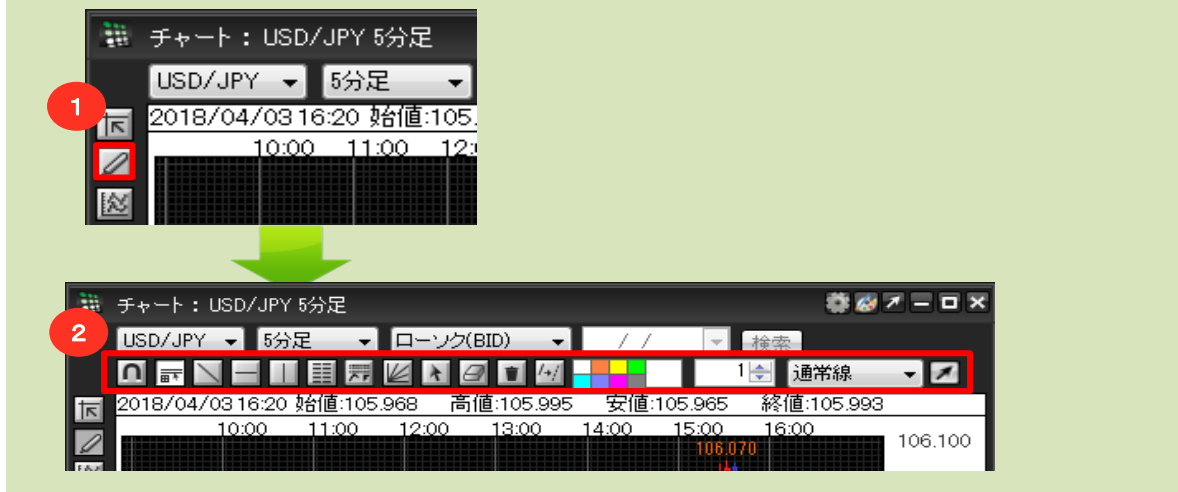 チャート：USD/JPY 5分足
USD/JPY 5分足
1
2018/04/03 16:20 始値:105.
10:00 11:00 12:
チャート：USD/JPY 5分足
2
USD/JPY 5分足 ローソク(BID) / / 検索
1 通常線
2018/04/03 16:20 始値:105.968 高値:105.995 安値:105.965 終値:105.993
10:00 11:00 12:00 13:00 14:00 15:00 16:00
106.100
106.070